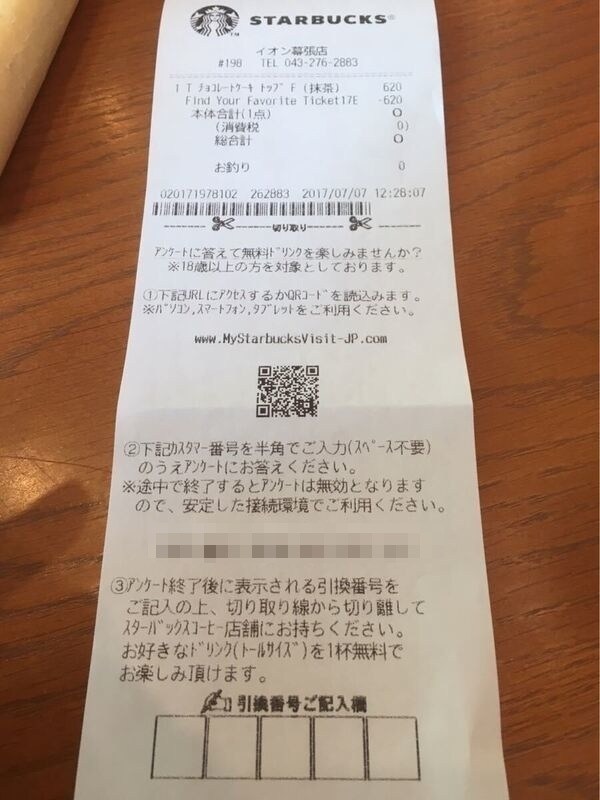 STARBUCKS®
イオン幕張店
#198 TEL 043-276-2883
1 T チョコレートケーキ トップ F (抹茶) 620
Find Your Favorite Ticket17E -620
本体合計(1点) 0
(消費税 0)
総合計 0
お釣り 0
020171978102 262883 2017/07/07 12:28:07
切り取り
アンケートに答えて無料ドリンクを楽しみませんか?
※18歳以上の方を対象としております。
①下記URLにアクセスするかQRコードを読込みます。
※パソコン,スマートフォン,タブレットをご利用ください。
www.MyStarbucksVisit-JP.com
②下記カスタマー番号を半角でご入力(スペース不要)
のうえアンケートにお答えください。
※途中で終了するとアンケートは無効となります
ので、安定した接続環境でご利用ください。
③アンケート終了後に表示される引換番号を
ご記入の上、切り取り線から切り離して
スターバックスコーヒー店舗にお持ちください。
お好きなドリンク(トールサイズ)を1杯無料で
お楽しみ頂けます。
引換番号ご記入欄